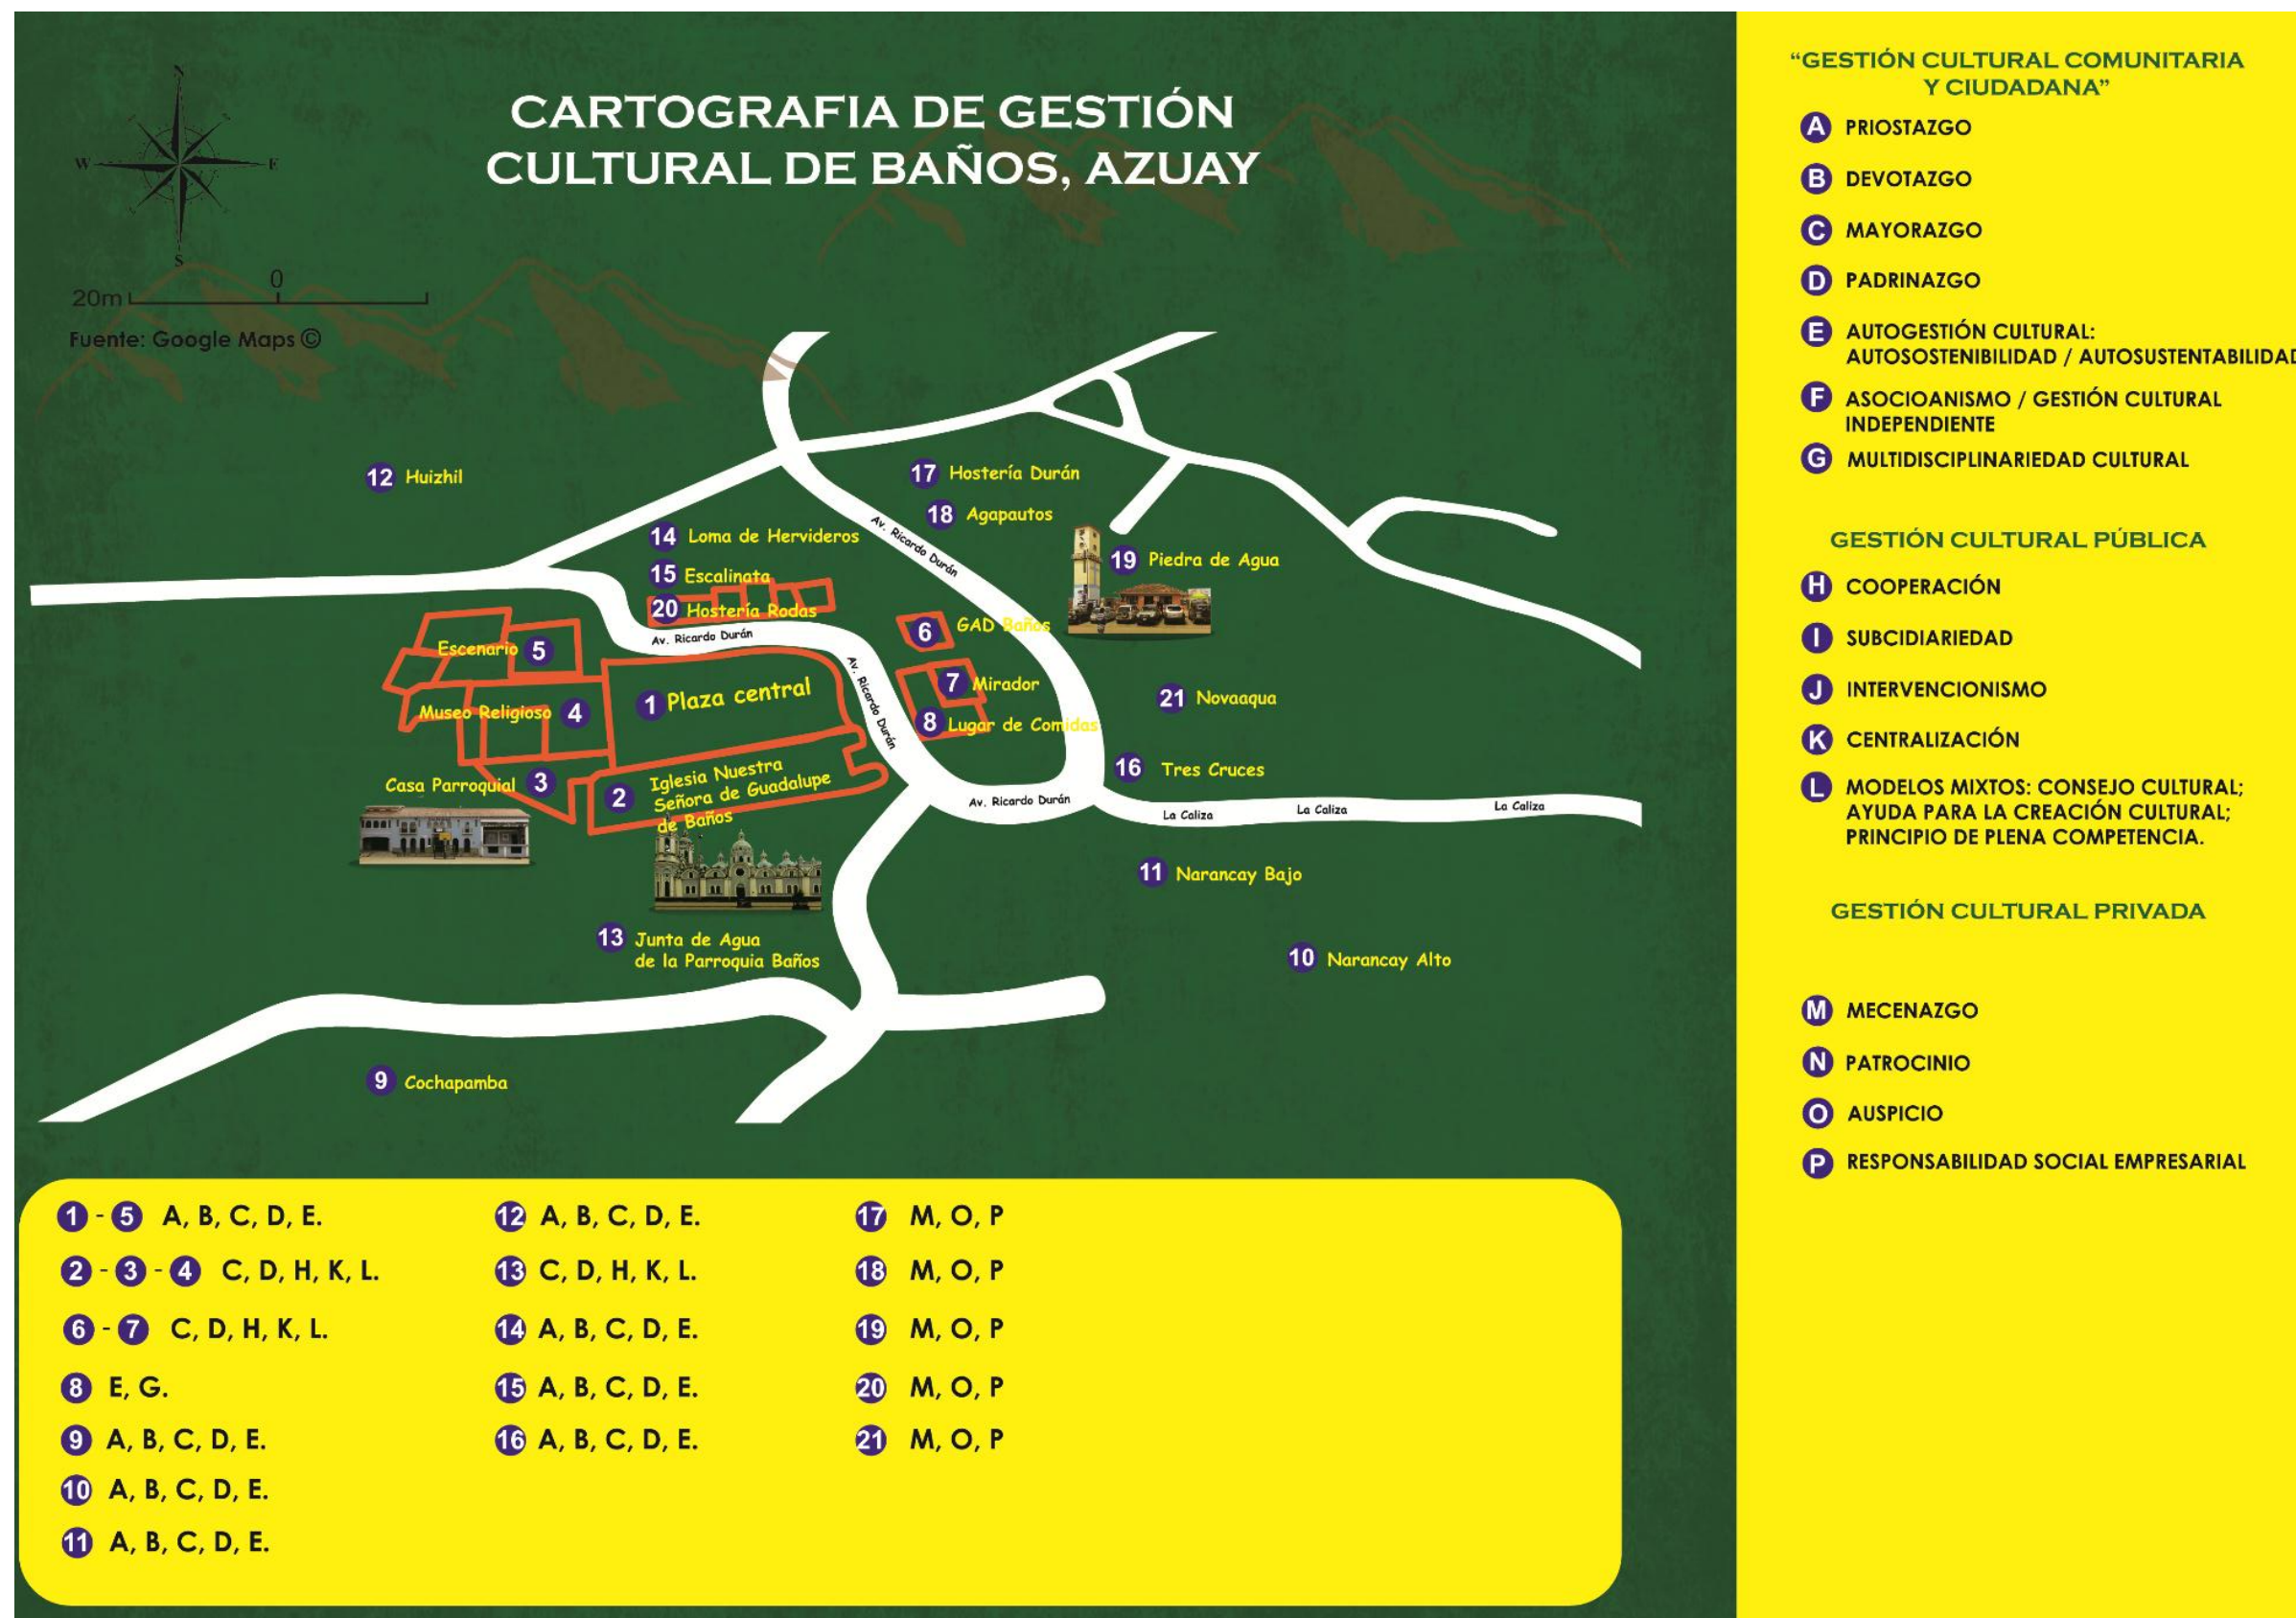 CARTOGRAFIA DE GESTIÓN
CULTURAL DE BAÑOS, AZUAY
N
W
E
S
0
20m
Fuente: Google Maps ©
12 Huizhil
17 Hostería Durán
18 Agapautos
14 Loma de Hervideros
Av. Ricardo Durán
19 Piedra de Agua
15 Escalinata
20 Hostería Rodas
6 GAD Baños
Av. Ricardo Durán
Escenario 5
7 Mirador
1 Plaza central
21 Novaaqua
Museo Religioso 4
Av. Ricardo Durán
8 Lugar de Comidas
16 Tres Cruces
Casa Parroquial 3
2 Iglesia Nuestra
Señora de Guadalupe
de Baños
Av. Ricardo Durán
La Caliza
La Caliza
La Caliza
11 Narancay Bajo
13 Junta de Agua
de la Parroquia Baños
10 Narancay Alto
9 Cochapamba
1 - 5 A, B, C, D, E.
2 - 3 - 4 C, D, H, K, L.
6 - 7 C, D, H, K, L.
8 E, G.
9 A, B, C, D, E.
10 A, B, C, D, E.
11 A, B, C, D, E.
12 A, B, C, D, E.
13 C, D, H, K, L.
14 A, B, C, D, E.
15 A, B, C, D, E.
16 A, B, C, D, E.
17 M, O, P
18 M, O, P
19 M, O, P
20 M, O, P
21 M, O, P
“GESTIÓN CULTURAL COMUNITARIA
Y CIUDADANA”
A PRIOSTAZGO
B DEVOTAZGO
C MAYORAZGO
D PADRINAZGO
E AUTOGESTIÓN CULTURAL:
AUTOSOSTENIBILIDAD / AUTOSUSTENTABILIDAD
F ASOCIOANISMO / GESTIÓN CULTURAL
INDEPENDIENTE
G MULTIDISCIPLINARIEDAD CULTURAL
GESTIÓN CULTURAL PÚBLICA
H COOPERACIÓN
I SUBCIDIARIEDAD
J INTERVENCIONISMO
K CENTRALIZACIÓN
L MODELOS MIXTOS: CONSEJO CULTURAL;
AYUDA PARA LA CREACIÓN CULTURAL;
PRINCIPIO DE PLENA COMPETENCIA.
GESTIÓN CULTURAL PRIVADA
M MECENAZGO
N PATROCINIO
O AUSPICIO
P RESPONSABILIDAD SOCIAL EMPRESARIAL